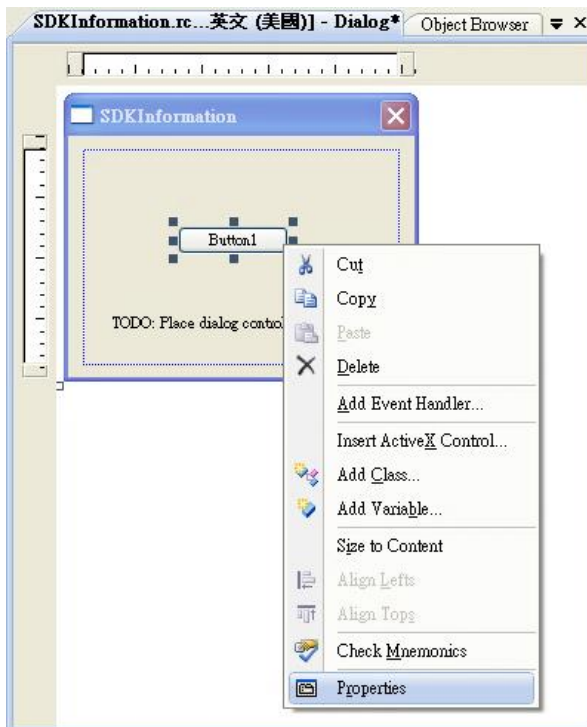 SDKInformation.rc...英文 (美國)] - Dialog* Object Browser
SDKInformation
Button1
TODO: Place dialog control
Cut
Copy
Paste
Delete
Add Event Handler...
Insert ActiveX Control...
Add Class...
Add Variable...
Size to Content
Align Lefts
Align Tops
Check Mnemonics
Properties